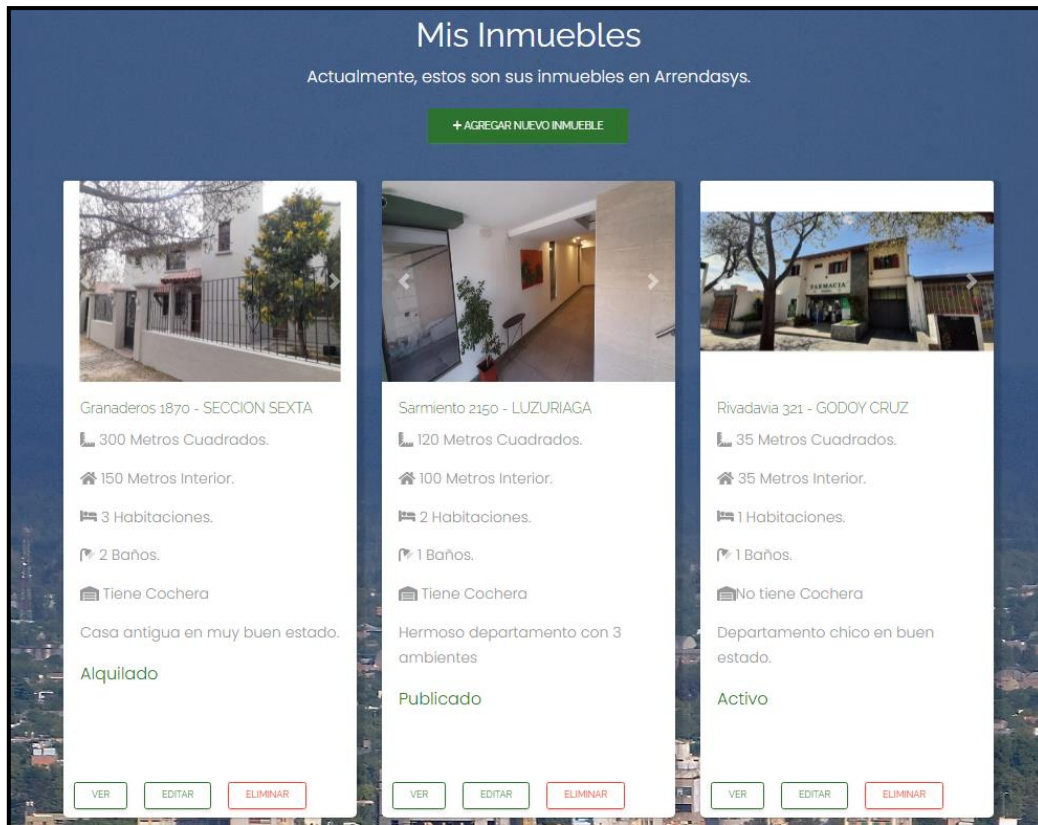 Mis Inmuebles
Actualmente, estos son sus inmuebles en Arrendasys.
+ AGREGAR NUEVO INMUEBLE
Granaderos 1870 - SECCION SEXTA
300 Metros Cuadrados.
150 Metros Interior.
3 Habitaciones.
2 Baños.
Tiene Cochera
Casa antigua en muy buen estado.
Alquilado
VER
EDITAR
ELIMINAR
Sarmiento 2150 - LUZURIAGA
120 Metros Cuadrados.
100 Metros Interior.
2 Habitaciones.
1 Baños.
Tiene Cochera
Hermoso departamento con 3
ambientes
Publicado
VER
EDITAR
ELIMINAR
FARMACIA
Rivadavia 321 - GODOY CRUZ
35 Metros Cuadrados.
35 Metros Interior.
1 Habitaciones.
1 Baños.
No tiene Cochera
Departamento chico en buen
estado.
Activo
VER
EDITAR
ELIMINAR